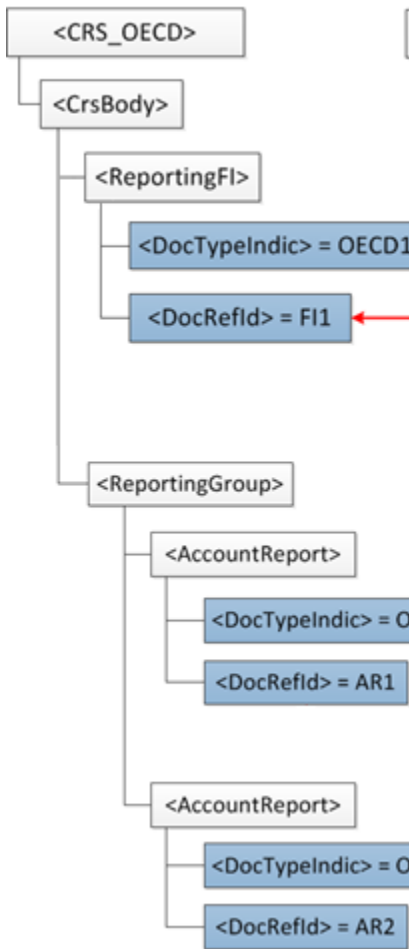 <CRS_OECD>
<CrsBody>
<ReportingFI>
<DocTypeIndic> = OECD1
<DocRefId> = FI1
<ReportingGroup>
<AccountReport>
<DocTypeIndic> = O
<DocRefId> = AR1
<AccountReport>
<DocTypeIndic> = O
<DocRefId> = AR2